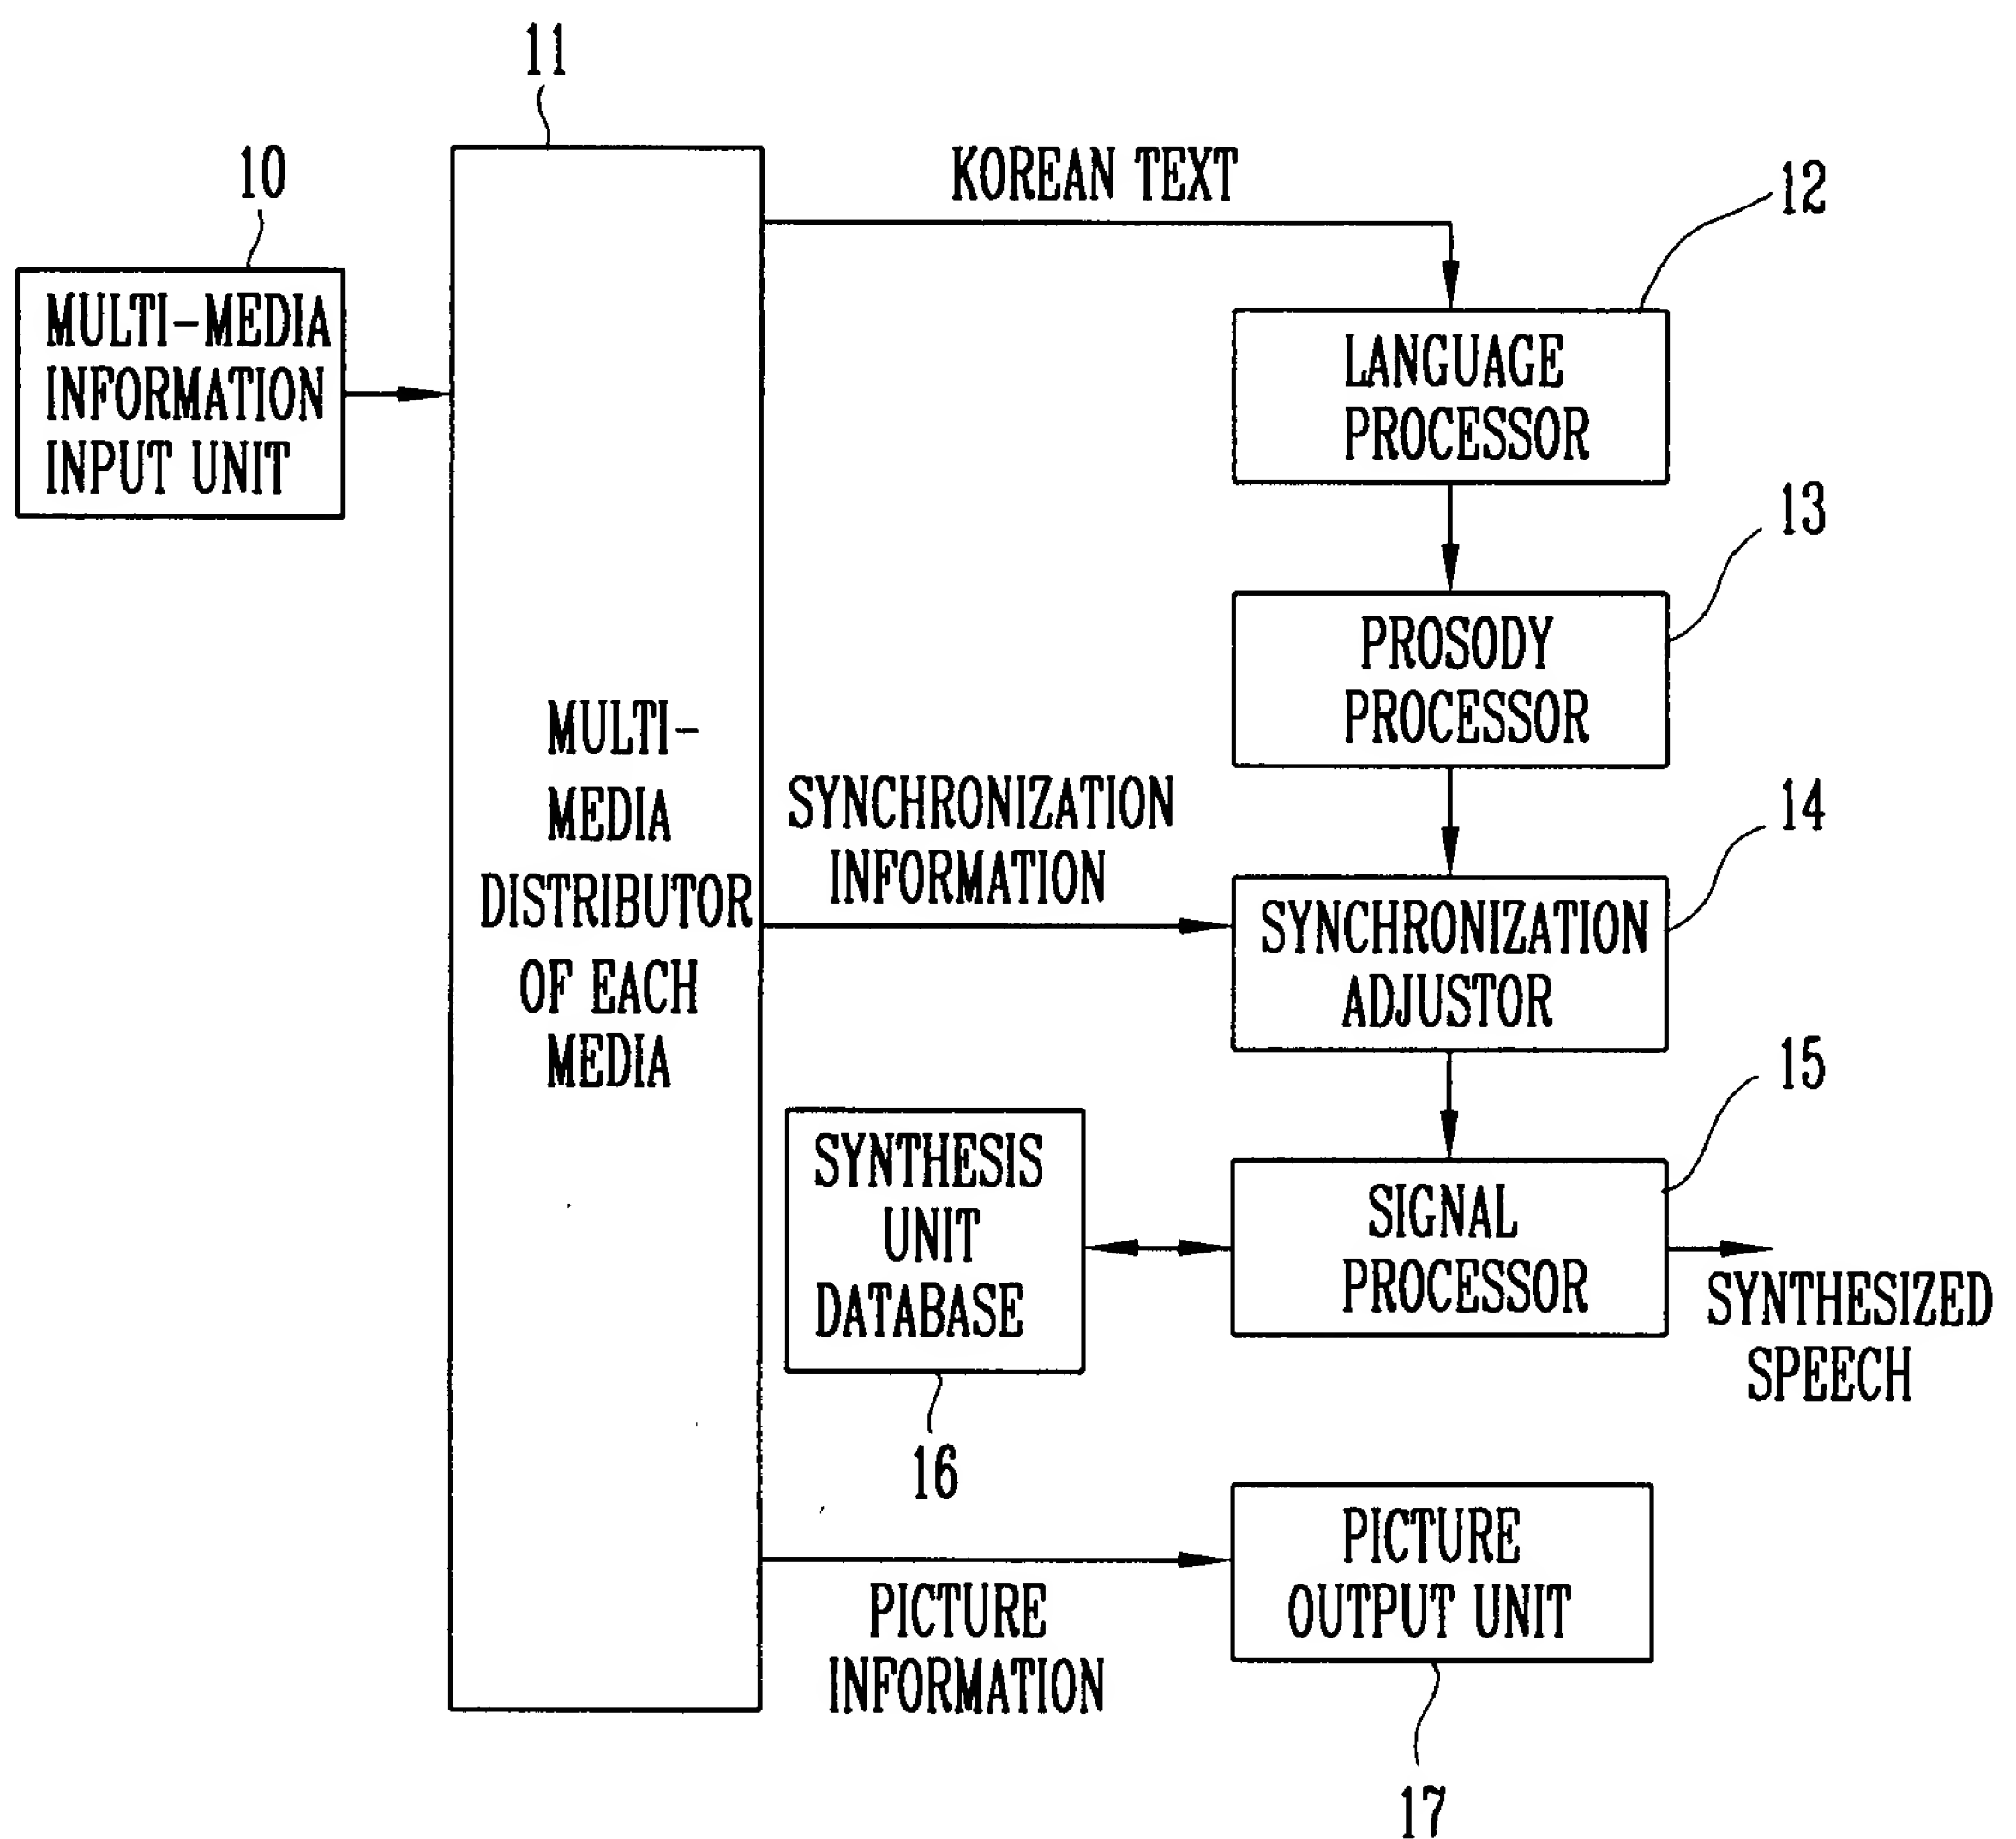 11
10
KOREAN TEXT
12
MULTI-MEDIA
INFORMATION
INPUT UNIT
LANGUAGE
PROCESSOR
13
PROSODY
PROCESSOR
MULTI-
MEDIA
DISTRIBUTOR
OF EACH
MEDIA
SYNCHRONIZATION
INFORMATION
14
SYNCHRONIZATION
ADJUSTOR
15
SYNTHESIS
UNIT
DATABASE
SIGNAL
PROCESSOR
SYNTHESIZED
SPEECH
16
PICTURE
OUTPUT UNIT
PICTURE
INFORMATION
17